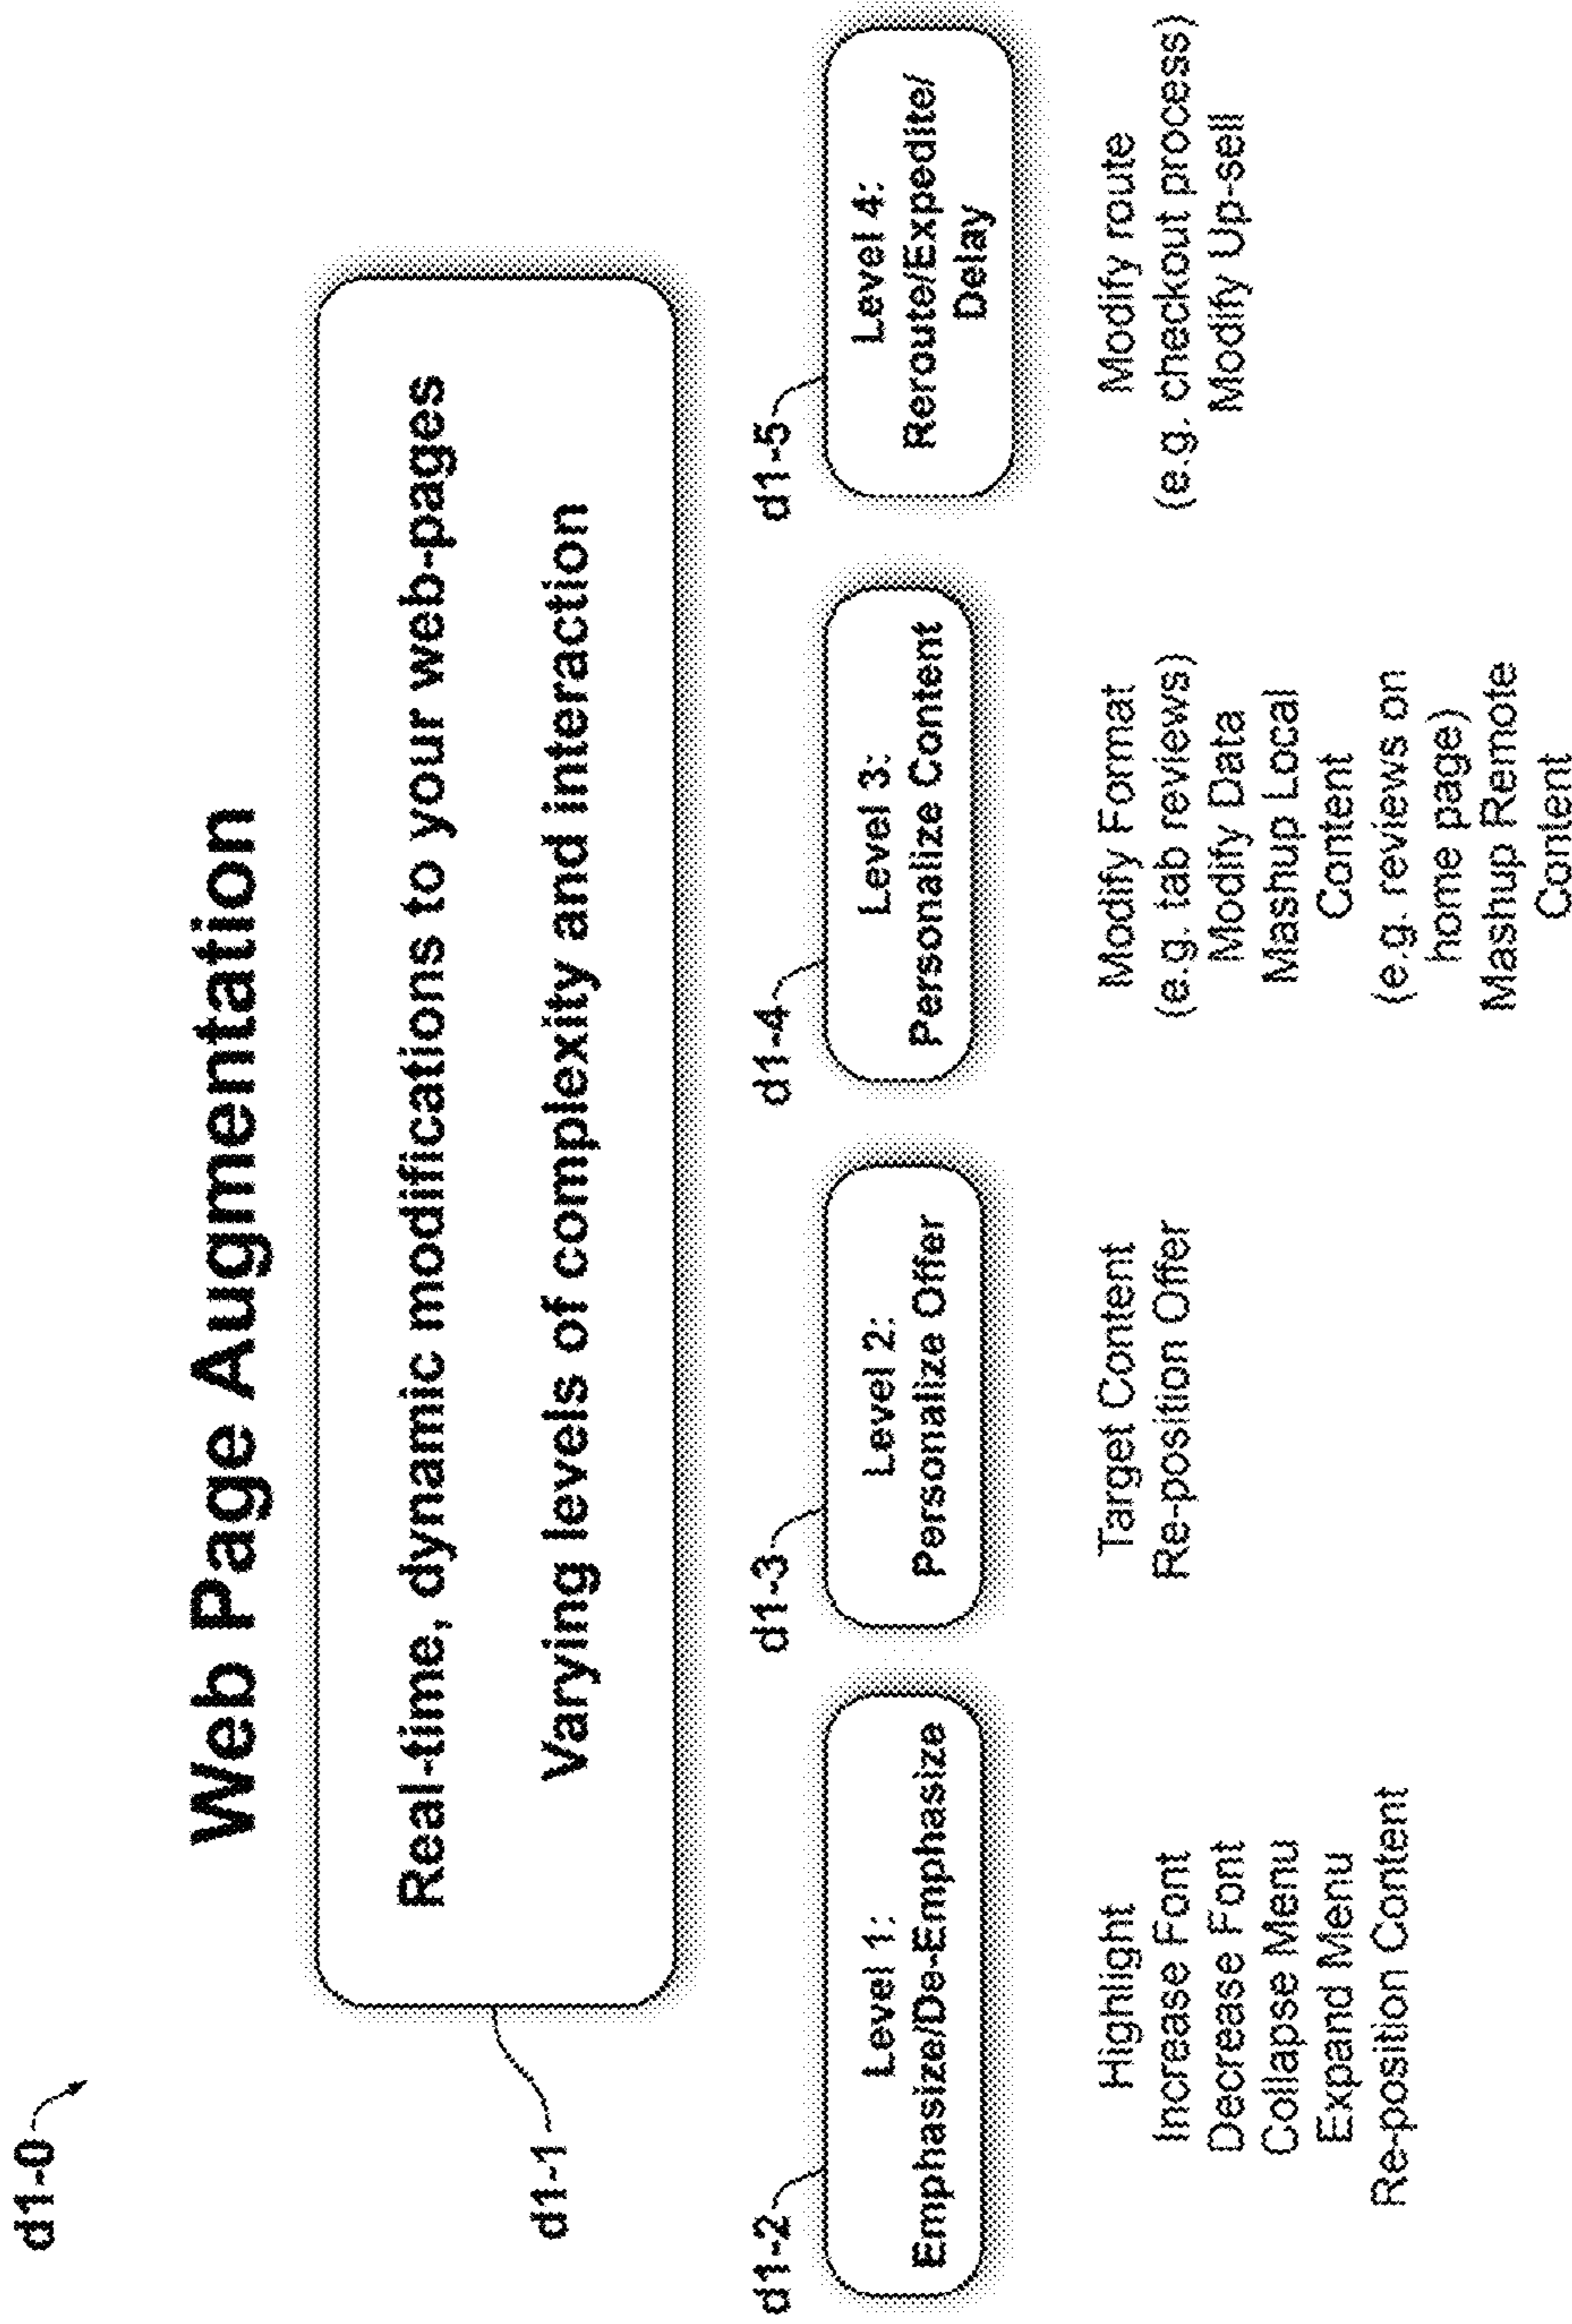 d1-0
Web Page Augmentation
d1-1
Real-time, dynamic modifications to your web-pages
Varying levels of complexity and interaction
d1-2
Level 1:
Emphasize/De-Emphasize
Highlight
Increase Font
Decrease Font
Collapse Menu
Expand Menu
Re-position Content
d1-3
Level 2:
Personalize Offer
Target Content
Re-position Offer
d1-4
Level 3:
Personalize Content
Modify Format
(e.g. tab reviews)
Modify Data
Mashup Local
Content
(e.g. reviews on
home page)
Mashup Remote
Content
d1-5
Level 4:
Reroute/Expedite/
Delay
Modify route
(e.g. checkout process)
Modify Up-sell